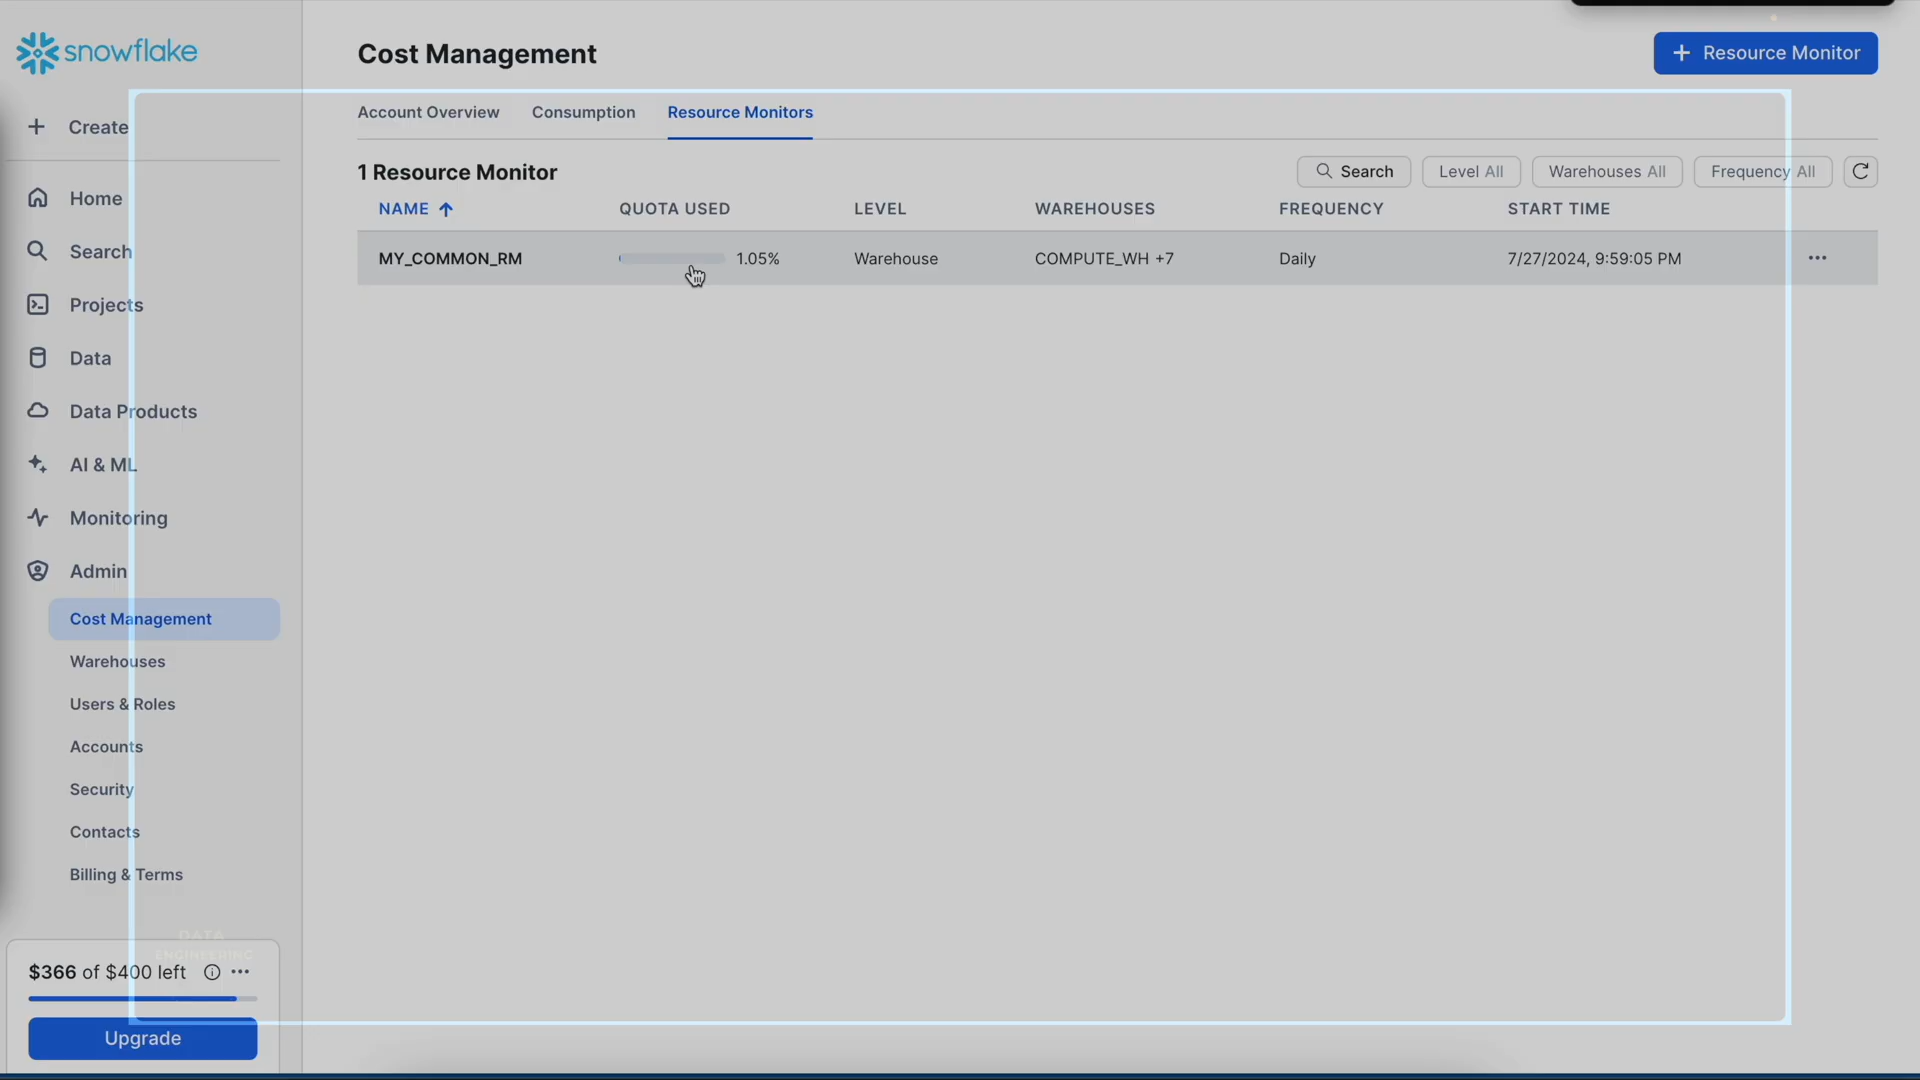 snowflake
Create
Home
Search
Projects
Data
Data Products
AI & ML
Monitoring
Admin
Cost Management
Warehouses
Users & Roles
Accounts
Security
Contacts
Billing & Terms
DATA
ENGINEERING
$366 of $400 left
Upgrade
Cost Management
+ Resource Monitor
Account Overview Consumption Resource Monitors
1 Resource Monitor
Search Level All Warehouses All Frequency All
NAME ↑ QUOTA USED LEVEL WAREHOUSES FREQUENCY START TIME
MY_COMMON_RM 1.05% Warehouse COMPUTE_WH +7 Daily 7/27/2024, 9:59:05 PM ...